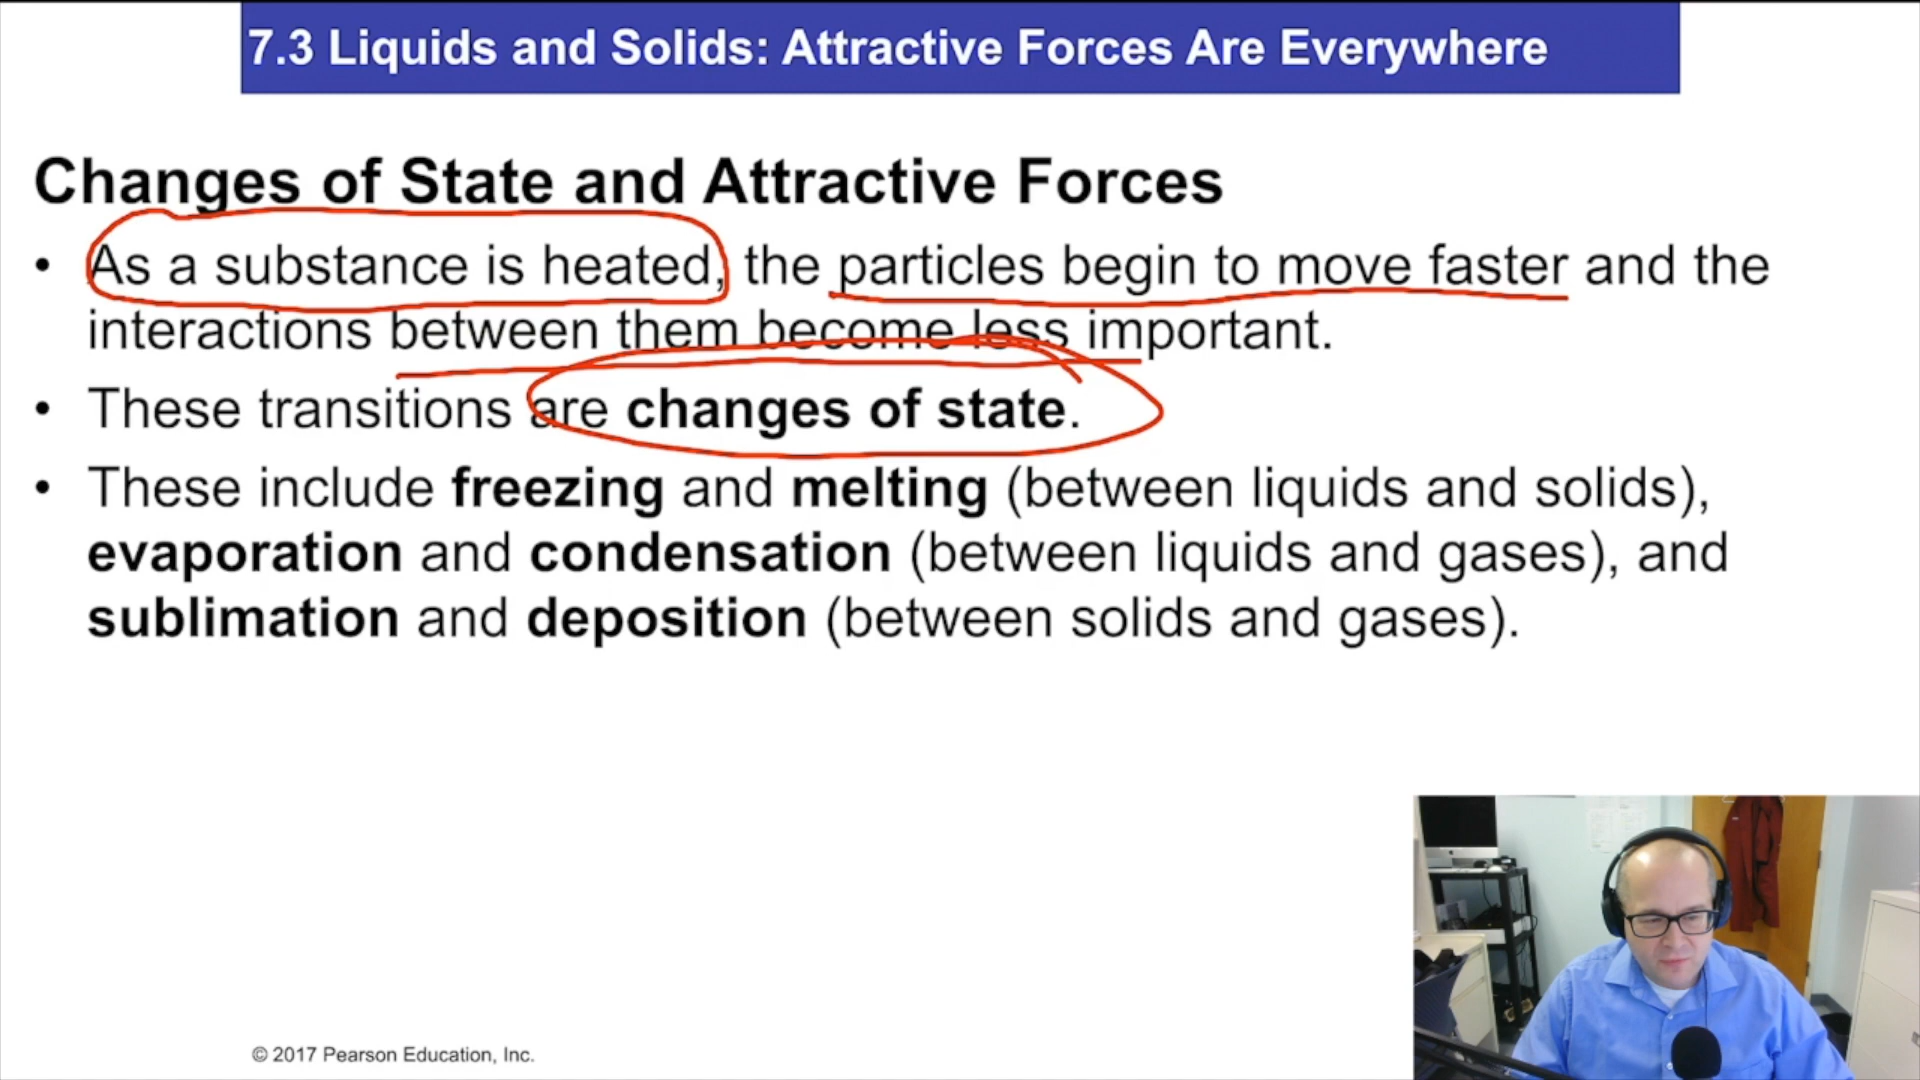 7.3 Liquids and Solids: Attractive Forces Are Everywhere
Changes of State and Attractive Forces
• As a substance is heated, the particles begin to move faster and the
interactions between them become less important.
• These transitions are changes of state.
• These include freezing and melting (between liquids and solids),
evaporation and condensation (between liquids and gases), and
sublimation and deposition (between solids and gases).
© 2017 Pearson Education, Inc.